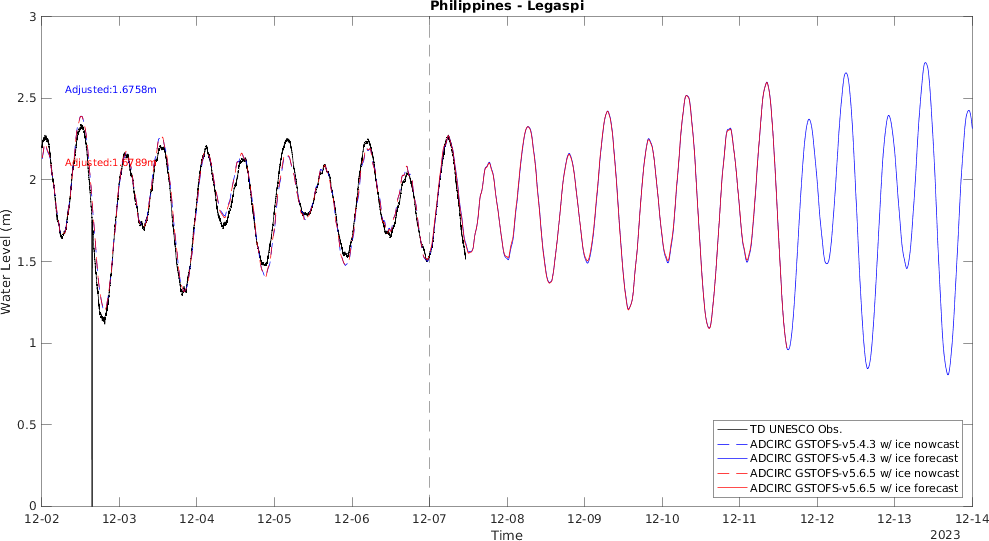 Philippines - Legaspi
3
2.5
2
1.5
1
0.5
0
Water Level (m)
Adjusted:1.6758m
Adjusted:1.6789m
TD UNESCO Obs.
ADCIRC GSTOFS-v5.4.3 w/ ice nowcast
ADCIRC GSTOFS-v5.4.3 w/ ice forecast
ADCIRC GSTOFS-v5.6.5 w/ ice nowcast
ADCIRC GSTOFS-v5.6.5 w/ ice forecast
12-02 12-03 12-04 12-05 12-06 12-07 12-08 12-09 12-10 12-11 12-12 12-13 12-14
Time
2023